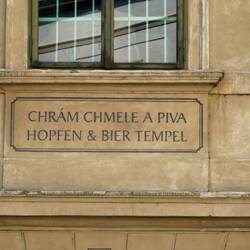 CHRÁM CHMELE A PIVA
HOPFEN & BIER TEMPEL